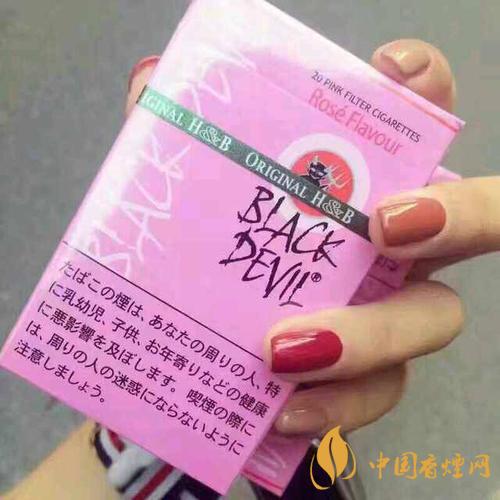 20 PINK FILTER CIGARETTES
Rosé Flavour
ORIGINAL H&B ORIGINAL H&B
BLACK
DEVIL®
BLACK
たばこの煙は、あなたの周りの人、特
に乳幼児、子供、お年寄りなどの健康
に悪影響を及ぼします。喫煙の際に
は、周りの人の迷惑にならないように
注意しましょう。
中国香烟网